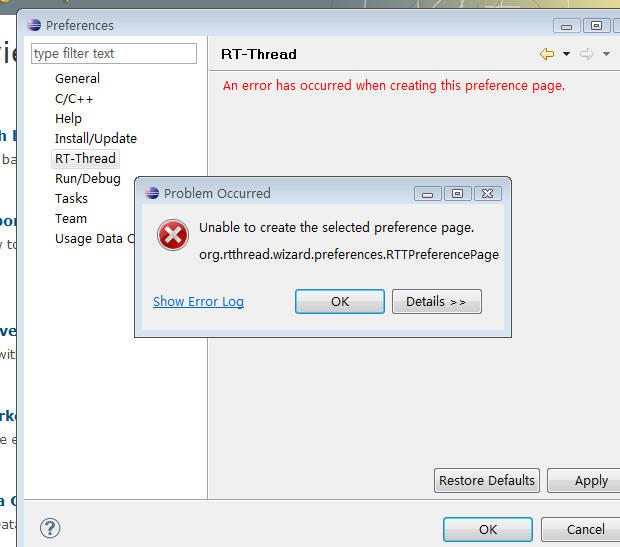 Preferences
type filter text
RT-Thread
General
C/C++
Help
Install/Update
RT-Thread
Run/Debug
Tasks
Team
Usage Data C
An error has occurred when creating this preference page.
Problem Occurred
Unable to create the selected preference page.
org.rtthread.wizard.preferences.RTTPreferencePage
Show Error Log
OK
Details >>
Restore Defaults
Apply
OK
Cancel